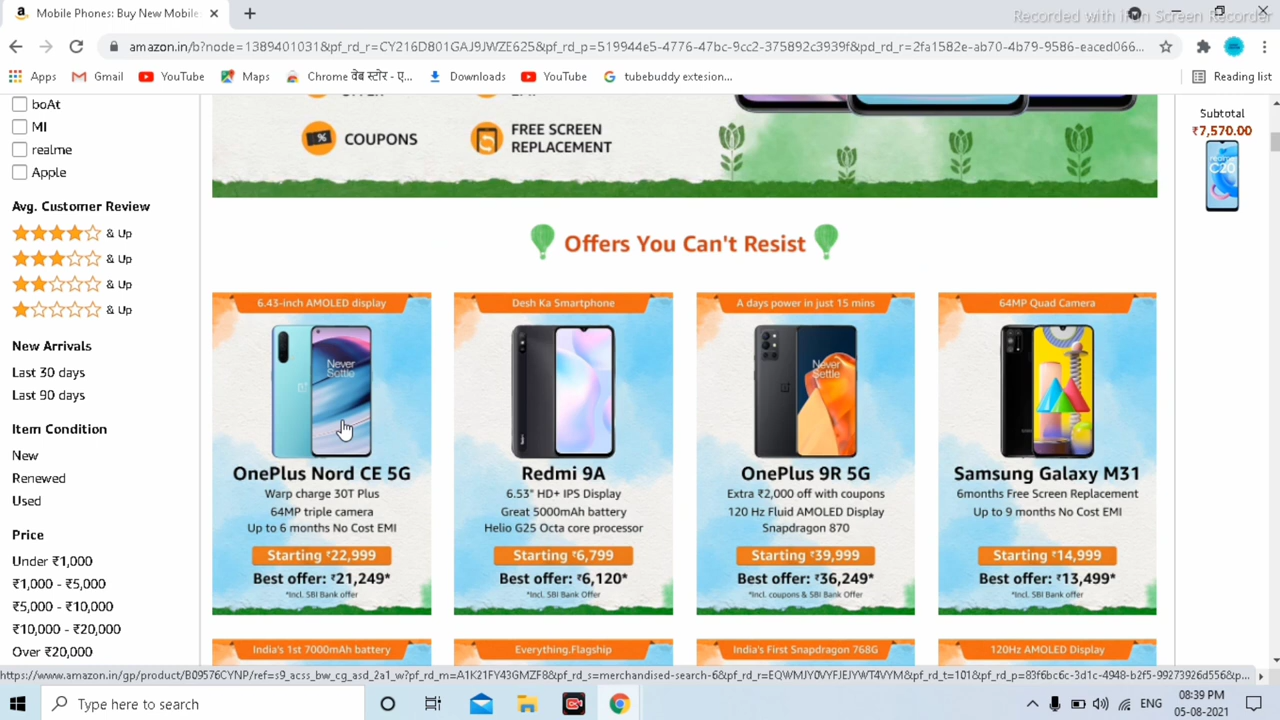 Mobile Phones: Buy New Mobile
Recorded with iTop Screen Recorder
amazon.in/b?node=1389401031&pf_rd_r=CY216D801GAJ9JWZE625&pf_rd_p=519944e5-4776-47bc-9cc2-375892c3939f&pd_rd_r=2fa1582e-ab70-4b79-9586-eaced066...
Apps Gmail YouTube Maps Chrome वेब स्टोर - ए... Downloads YouTube tubebuddy extesion... Reading list
boAt
MI
realme
Apple
COUPONS
FREE SCREEN
REPLACEMENT
Subtotal
₹7,570.00
realme
C20
Avg. Customer Review
& Up
& Up
& Up
& Up
New Arrivals
Last 30 days
Last 90 days
Item Condition
New
Renewed
Used
Price
Under ₹1,000
₹1,000 - ₹5,000
₹5,000 - ₹10,000
₹10,000 - ₹20,000
Over ₹20,000
Offers You Can't Resist
6.43-inch AMOLED display
Never
Settle
OnePlus Nord CE 5G
Warp charge 30T Plus
64MP triple camera
Up to 6 months No Cost EMI
Starting ₹22,999
Best offer: ₹21,249*
*Incl. SBI Bank offer
Desh Ka Smartphone
Redmi 9A
6.53" HD+ IPS Display
Great 5000mAh battery
Helio G25 Octa core processor
Starting ₹6,799
Best offer: ₹6,120*
*Incl. SBI Bank Offer
A days power in just 15 mins
Never
Settle
OnePlus 9R 5G
Extra ₹2,000 off with coupons
120 Hz Fluid AMOLED Display
Snapdragon 870
Starting ₹39,999
Best offer: ₹36,249*
*Incl. coupons & SBI Bank Offer
64MP Quad Camera
Samsung Galaxy M31
6months Free Screen Replacement
Up to 9 months No Cost EMI
Starting ₹14,999
Best offer: ₹13,499*
*Incl. SBI Bank offer
India's 1st 7000mAh battery
Everything.Flagship
India's First Snapdragon 768G
120Hz AMOLED Display
Type here to search
ENG
08:39 PM
05-08-2021